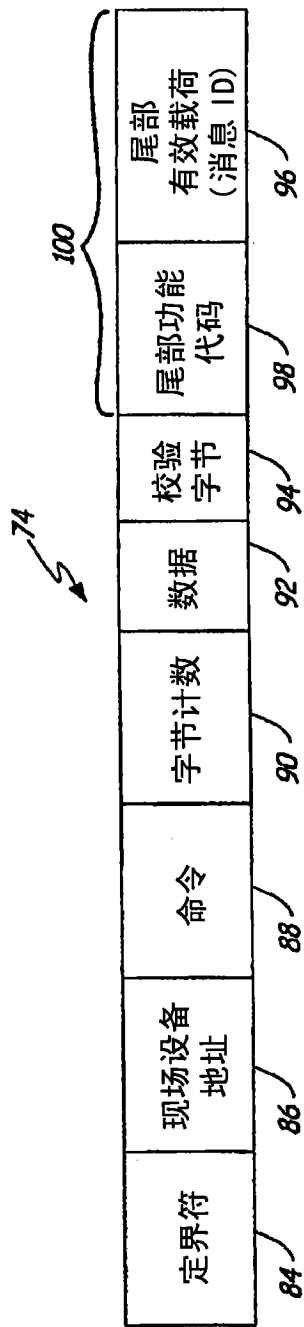 74
100
定界符
现场设备
地址
命令
字节计数
数据
校验
字节
尾部功能
代码
尾部
有效载荷
(消息 ID)
84
86
88
90
92
94
98
96